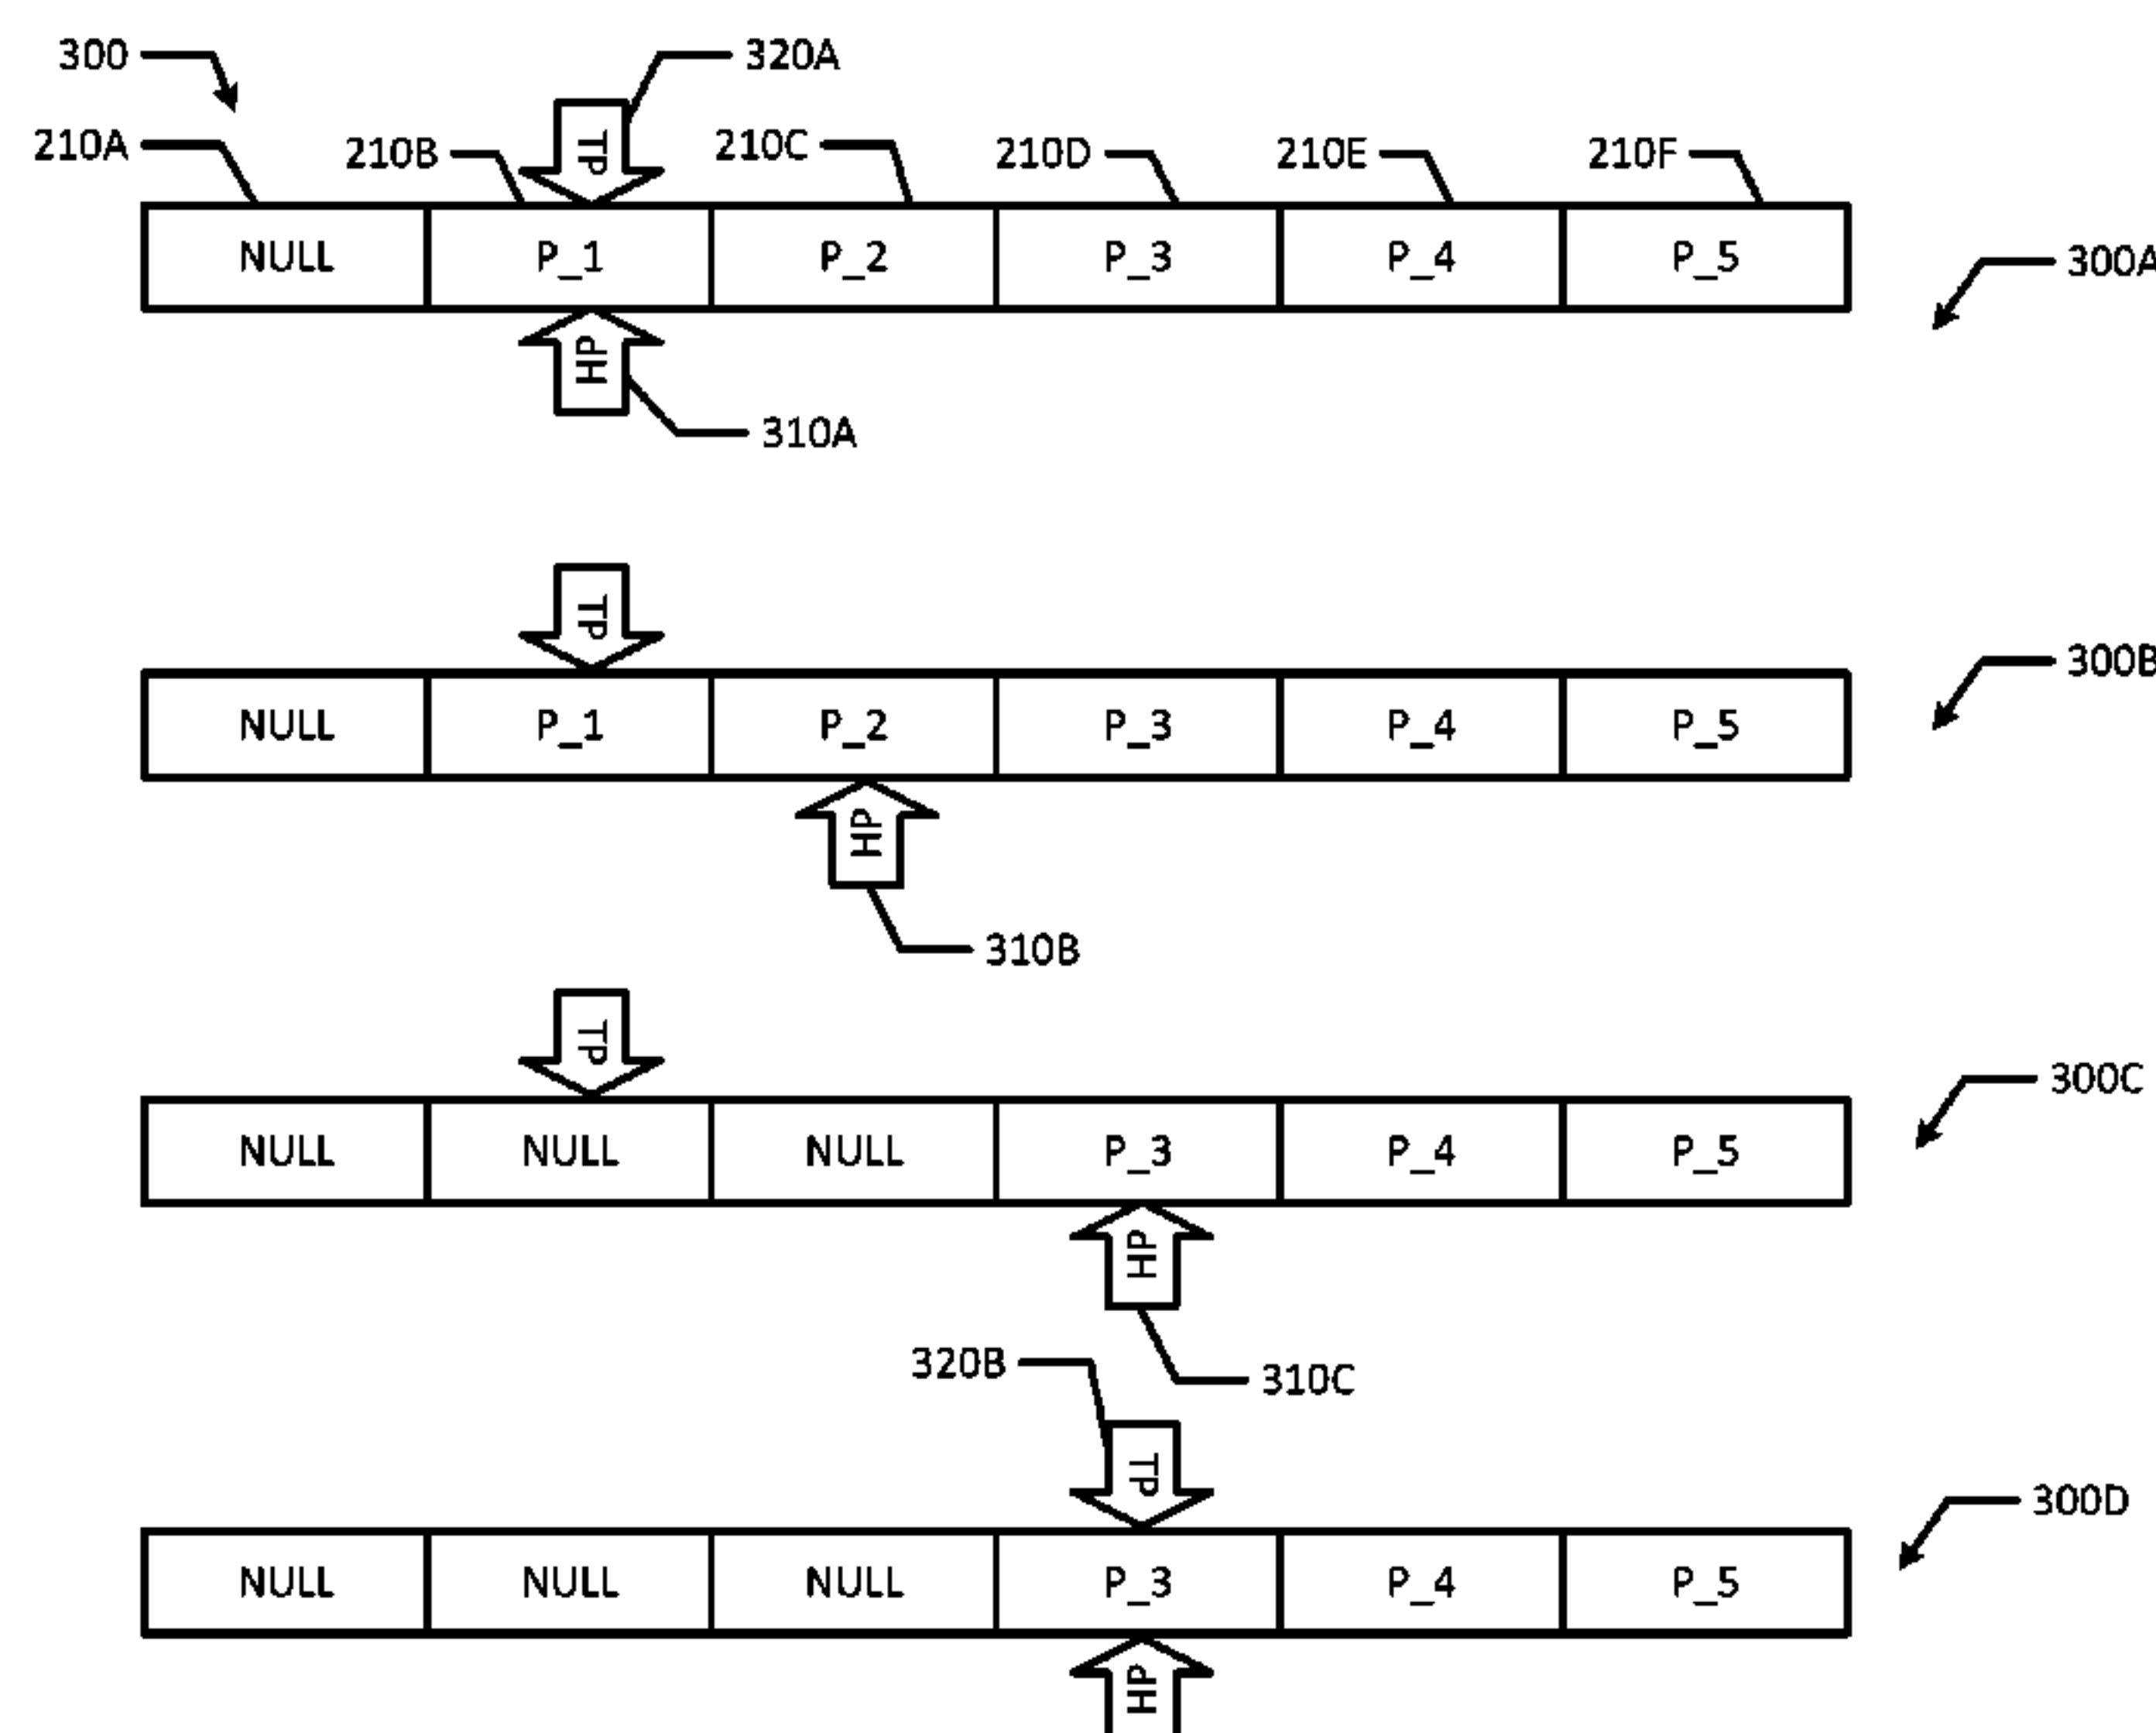 300
320A
210A 210B TP 210C 210D 210E 210F
NULL P_1 P_2 P_3 P_4 P_5
300A
HP
310A
TP
300B
NULL P_1 P_2 P_3 P_4 P_5
HP
310B
TP
300C
NULL NULL NULL P_3 P_4 P_5
HP
320B
310C
TP
300D
NULL NULL NULL P_3 P_4 P_5
HP